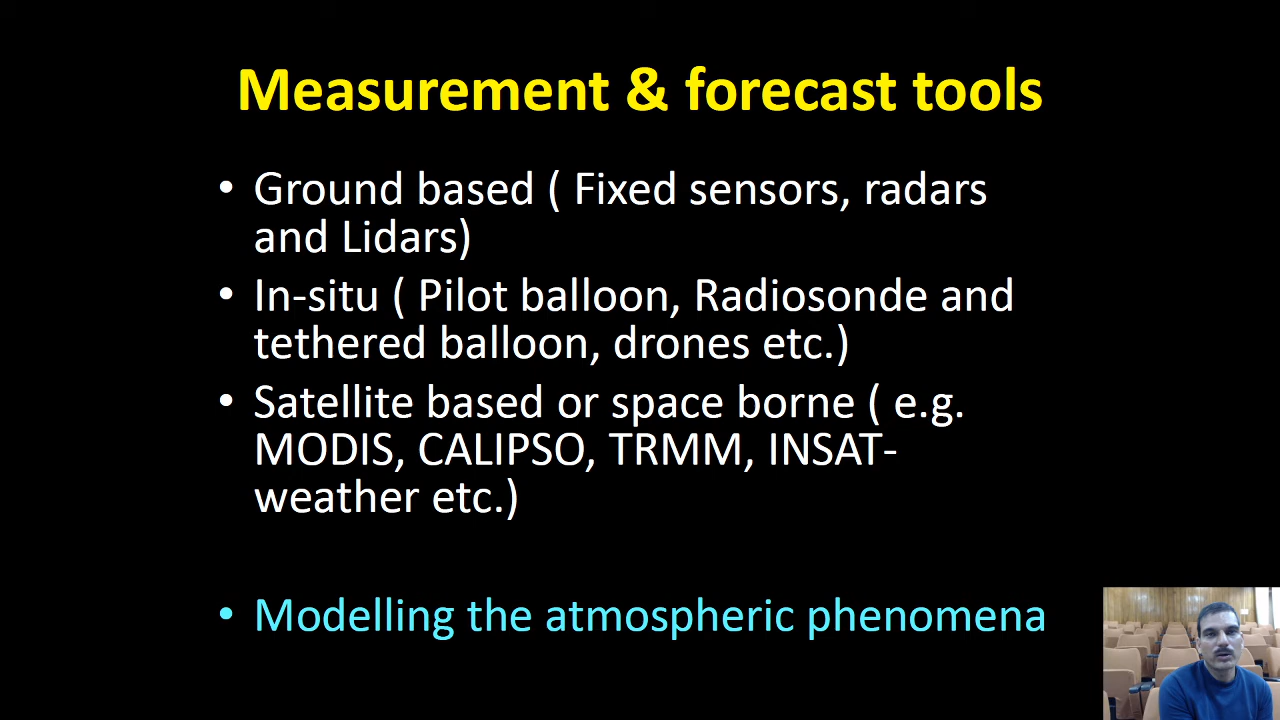 Measurement & forecast tools
• Ground based ( Fixed sensors, radars
and Lidars)
• In-situ ( Pilot balloon, Radiosonde and
tethered balloon, drones etc.)
• Satellite based or space borne ( e.g.
MODIS, CALIPSO, TRMM, INSAT-
weather etc.)
• Modelling the atmospheric phenomena